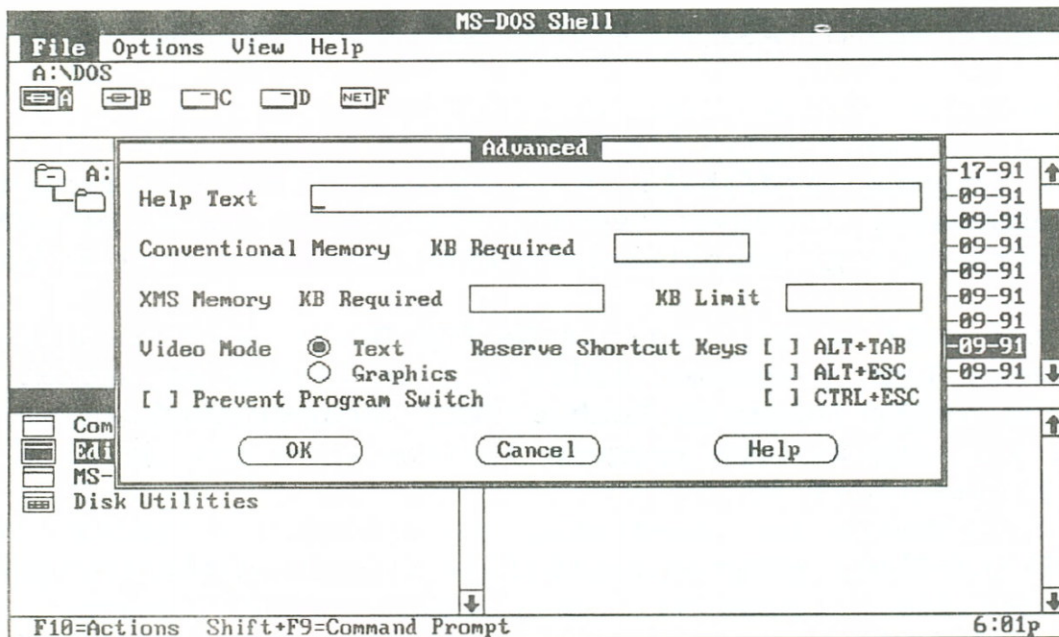 MS-DOS Shell
File Options View Help
A:\DOS
A B C D NET F
Advanced
A:
Help Text
Conventional Memory KB Required
XMS Memory KB Required KB Limit
Video Mode Text Reserve Shortcut Keys [ ] ALT+TAB
Graphics [ ] ALT+ESC
[ ] Prevent Program Switch [ ] CTRL+ESC
OK Cancel Help
-17-91
-09-91
-09-91
-09-91
-09-91
-09-91
-09-91
-09-91
-09-91
Com
Edi
MS-
Disk Utilities
F10=Actions Shift+F9=Command Prompt 6:01p